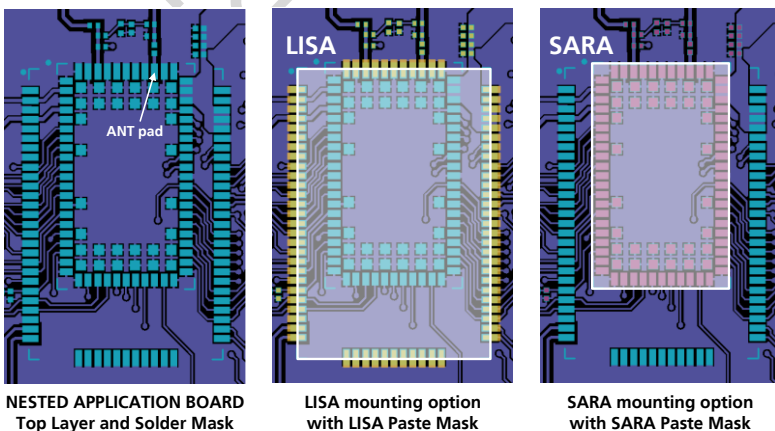 LISA
SARA
ANT pad
NESTED APPLICATION BOARD
Top Layer and Solder Mask
LISA mounting option
with LISA Paste Mask
SARA mounting option
with SARA Paste Mask